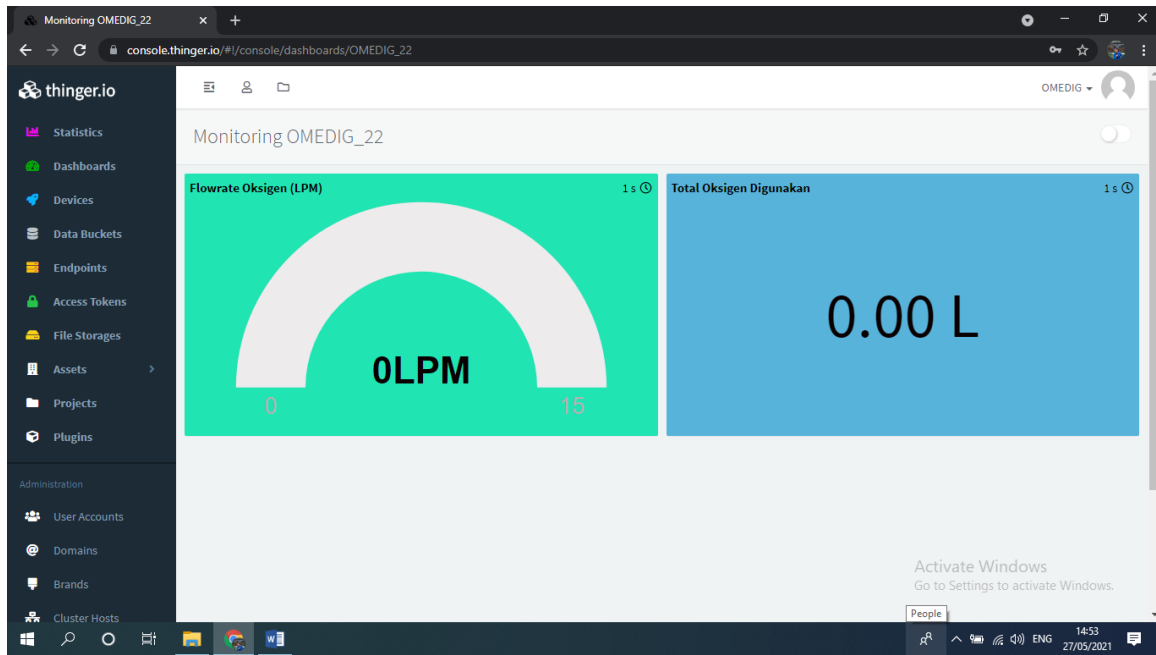 Monitoring OMEDIG_22
console.thinger.io/#!/console/dashboards/OMEDIG_22
thinger.io
OMEDIG
Statistics
Dashboards
Devices
Data Buckets
Endpoints
Access Tokens
File Storages
Assets
Projects
Plugins
Administration
User Accounts
Domains
Brands
Cluster Hosts
Monitoring OMEDIG_22
Flowrate Oksigen (LPM)
1 s
0LPM
0
15
Total Oksigen Digunakan
1 s
0.00 L
Activate Windows
Go to Settings to activate Windows.
People
ENG
14:53
27/05/2021